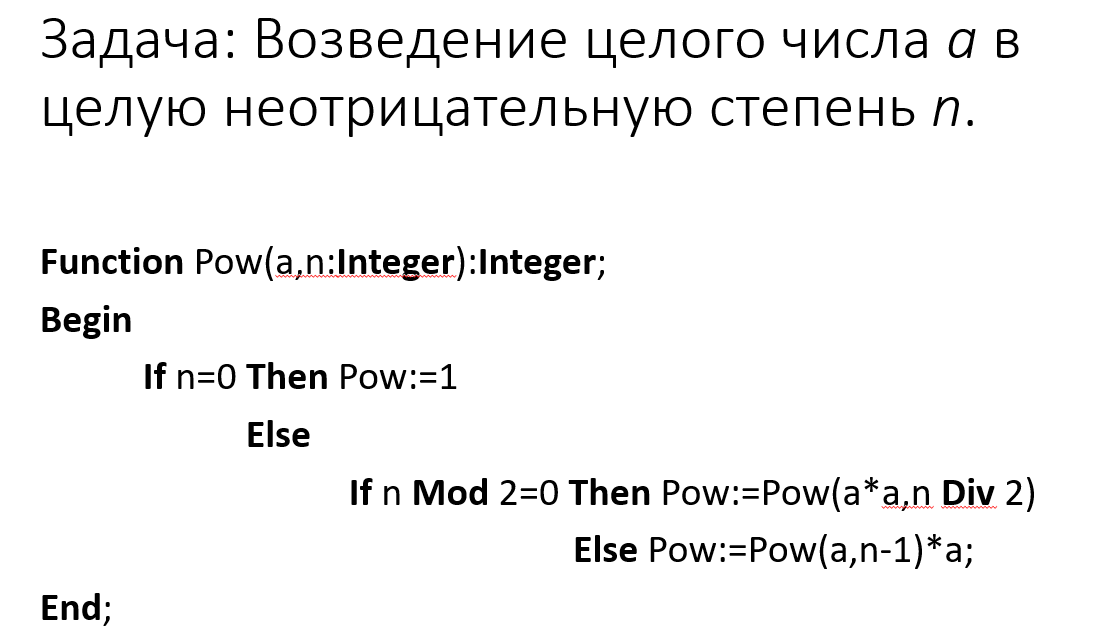 Задача: Возведение целого числа a в
целую неотрицательную степень n.
Function Pow(a,n:Integer):Integer;
Begin
If n=0 Then Pow:=1
Else
If n Mod 2=0 Then Pow:=Pow(a*a,n Div 2)
Else Pow:=Pow(a,n-1)*a;
End;